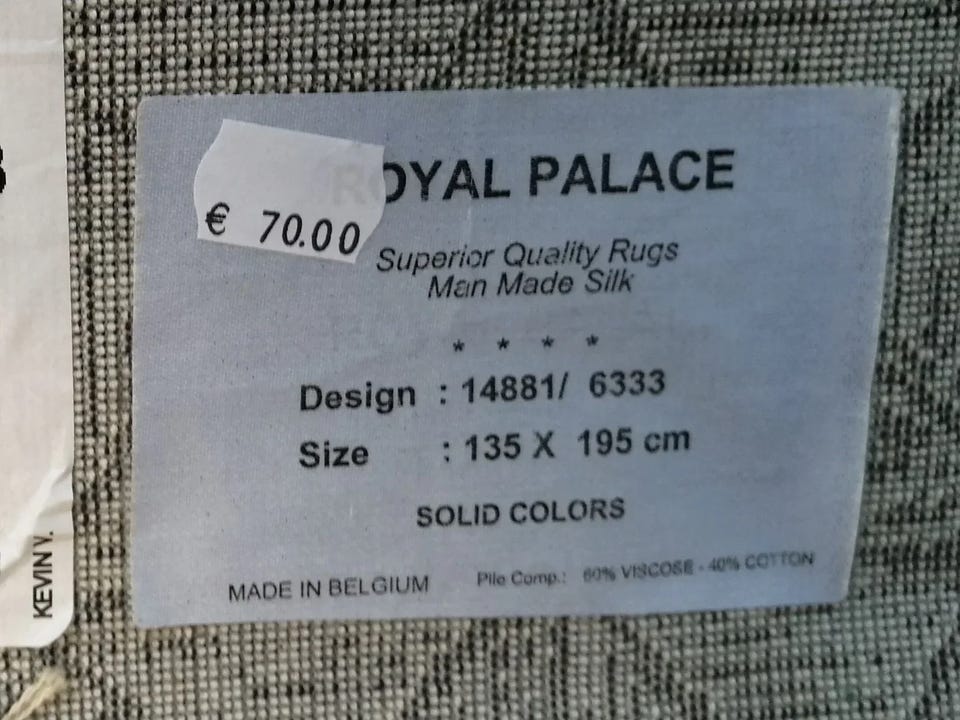 ROYAL PALACE
€ 70.00
Superior Quality Rugs
Man Made Silk
* * * *
Design : 14881/ 6333
Size : 135 X 195 cm
SOLID COLORS
MADE IN BELGIUM Pile Comp.: 60% VISCOSE - 40% COTTON
KEVIN V.